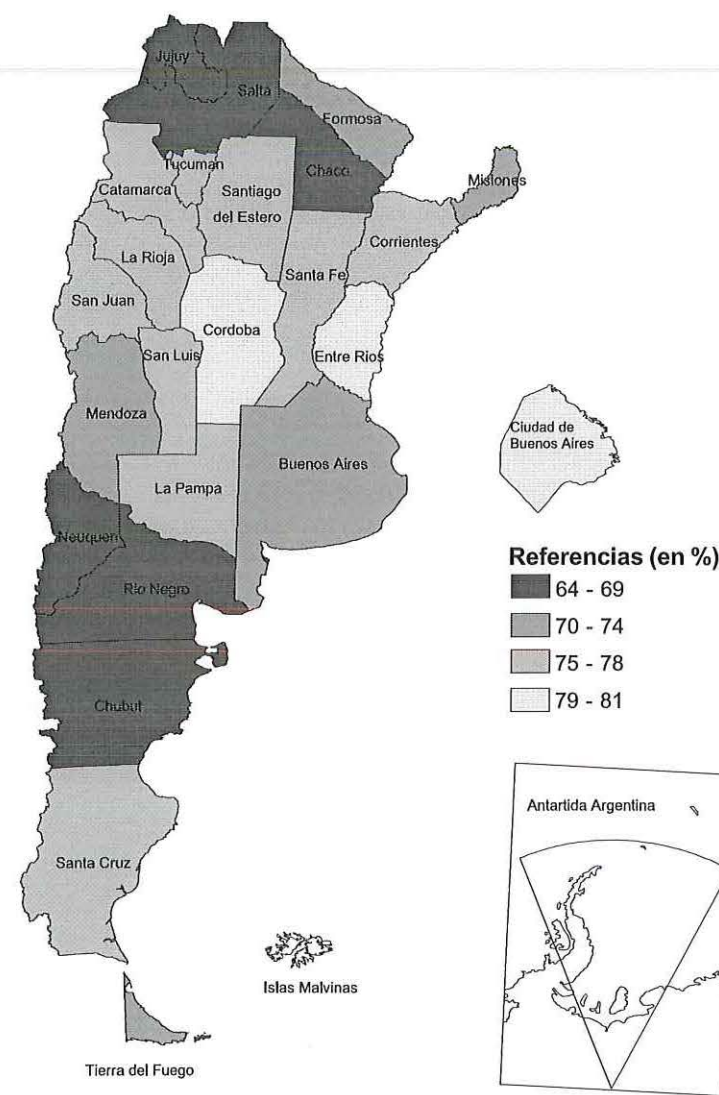 Jujuy
Salta
Formosa
Tucuman
Chaco
Misiones
Catamarca
Santiago
del Estero
Corrientes
La Rioja
Santa Fe
San Juan
Cordoba
San Luis
Entre Rios
Mendoza
Ciudad de
Buenos Aires
Buenos Aires
La Pampa
Neuquen
Rio Negro
Chubut
Santa Cruz
Referencias (en %)
64 - 69
70 - 74
75 - 78
79 - 81
Antartida Argentina
Islas Malvinas
Tierra del Fuego